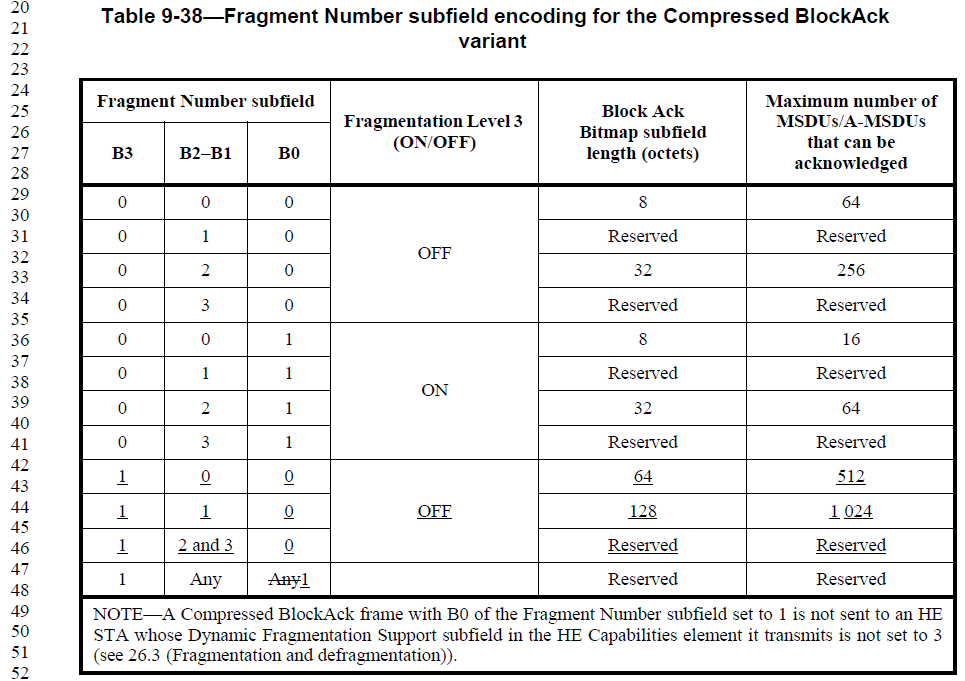 20
21
22
23
24
25
26
27
28
29
30
31
32
33
34
35
36
37
38
39
40
41
42
43
44
45
46
47
48
49
50
51
52
Table 9-38—Fragment Number subfield encoding for the Compressed BlockAck
variant
Fragment Number subfield
B3 B2–B1 B0
Fragmentation Level 3
(ON/OFF)
Block Ack
Bitmap subfield
length (octets)
Maximum number of
MSDUs/A-MSDUs
that can be
acknowledged
0 0 0 8 64
0 1 0 Reserved Reserved
OFF
0 2 0 32 256
0 3 0 Reserved Reserved
0 0 1 8 16
0 1 1 Reserved Reserved
ON
0 2 1 32 64
0 3 1 Reserved Reserved
1 0 0 64 512
1 1 0 OFF 128 1 024
1 2 and 3 0 Reserved Reserved
1 Any Any1 Reserved Reserved
NOTE—A Compressed BlockAck frame with B0 of the Fragment Number subfield set to 1 is not sent to an HE
STA whose Dynamic Fragmentation Support subfield in the HE Capabilities element it transmits is not set to 3
(see 26.3 (Fragmentation and defragmentation)).